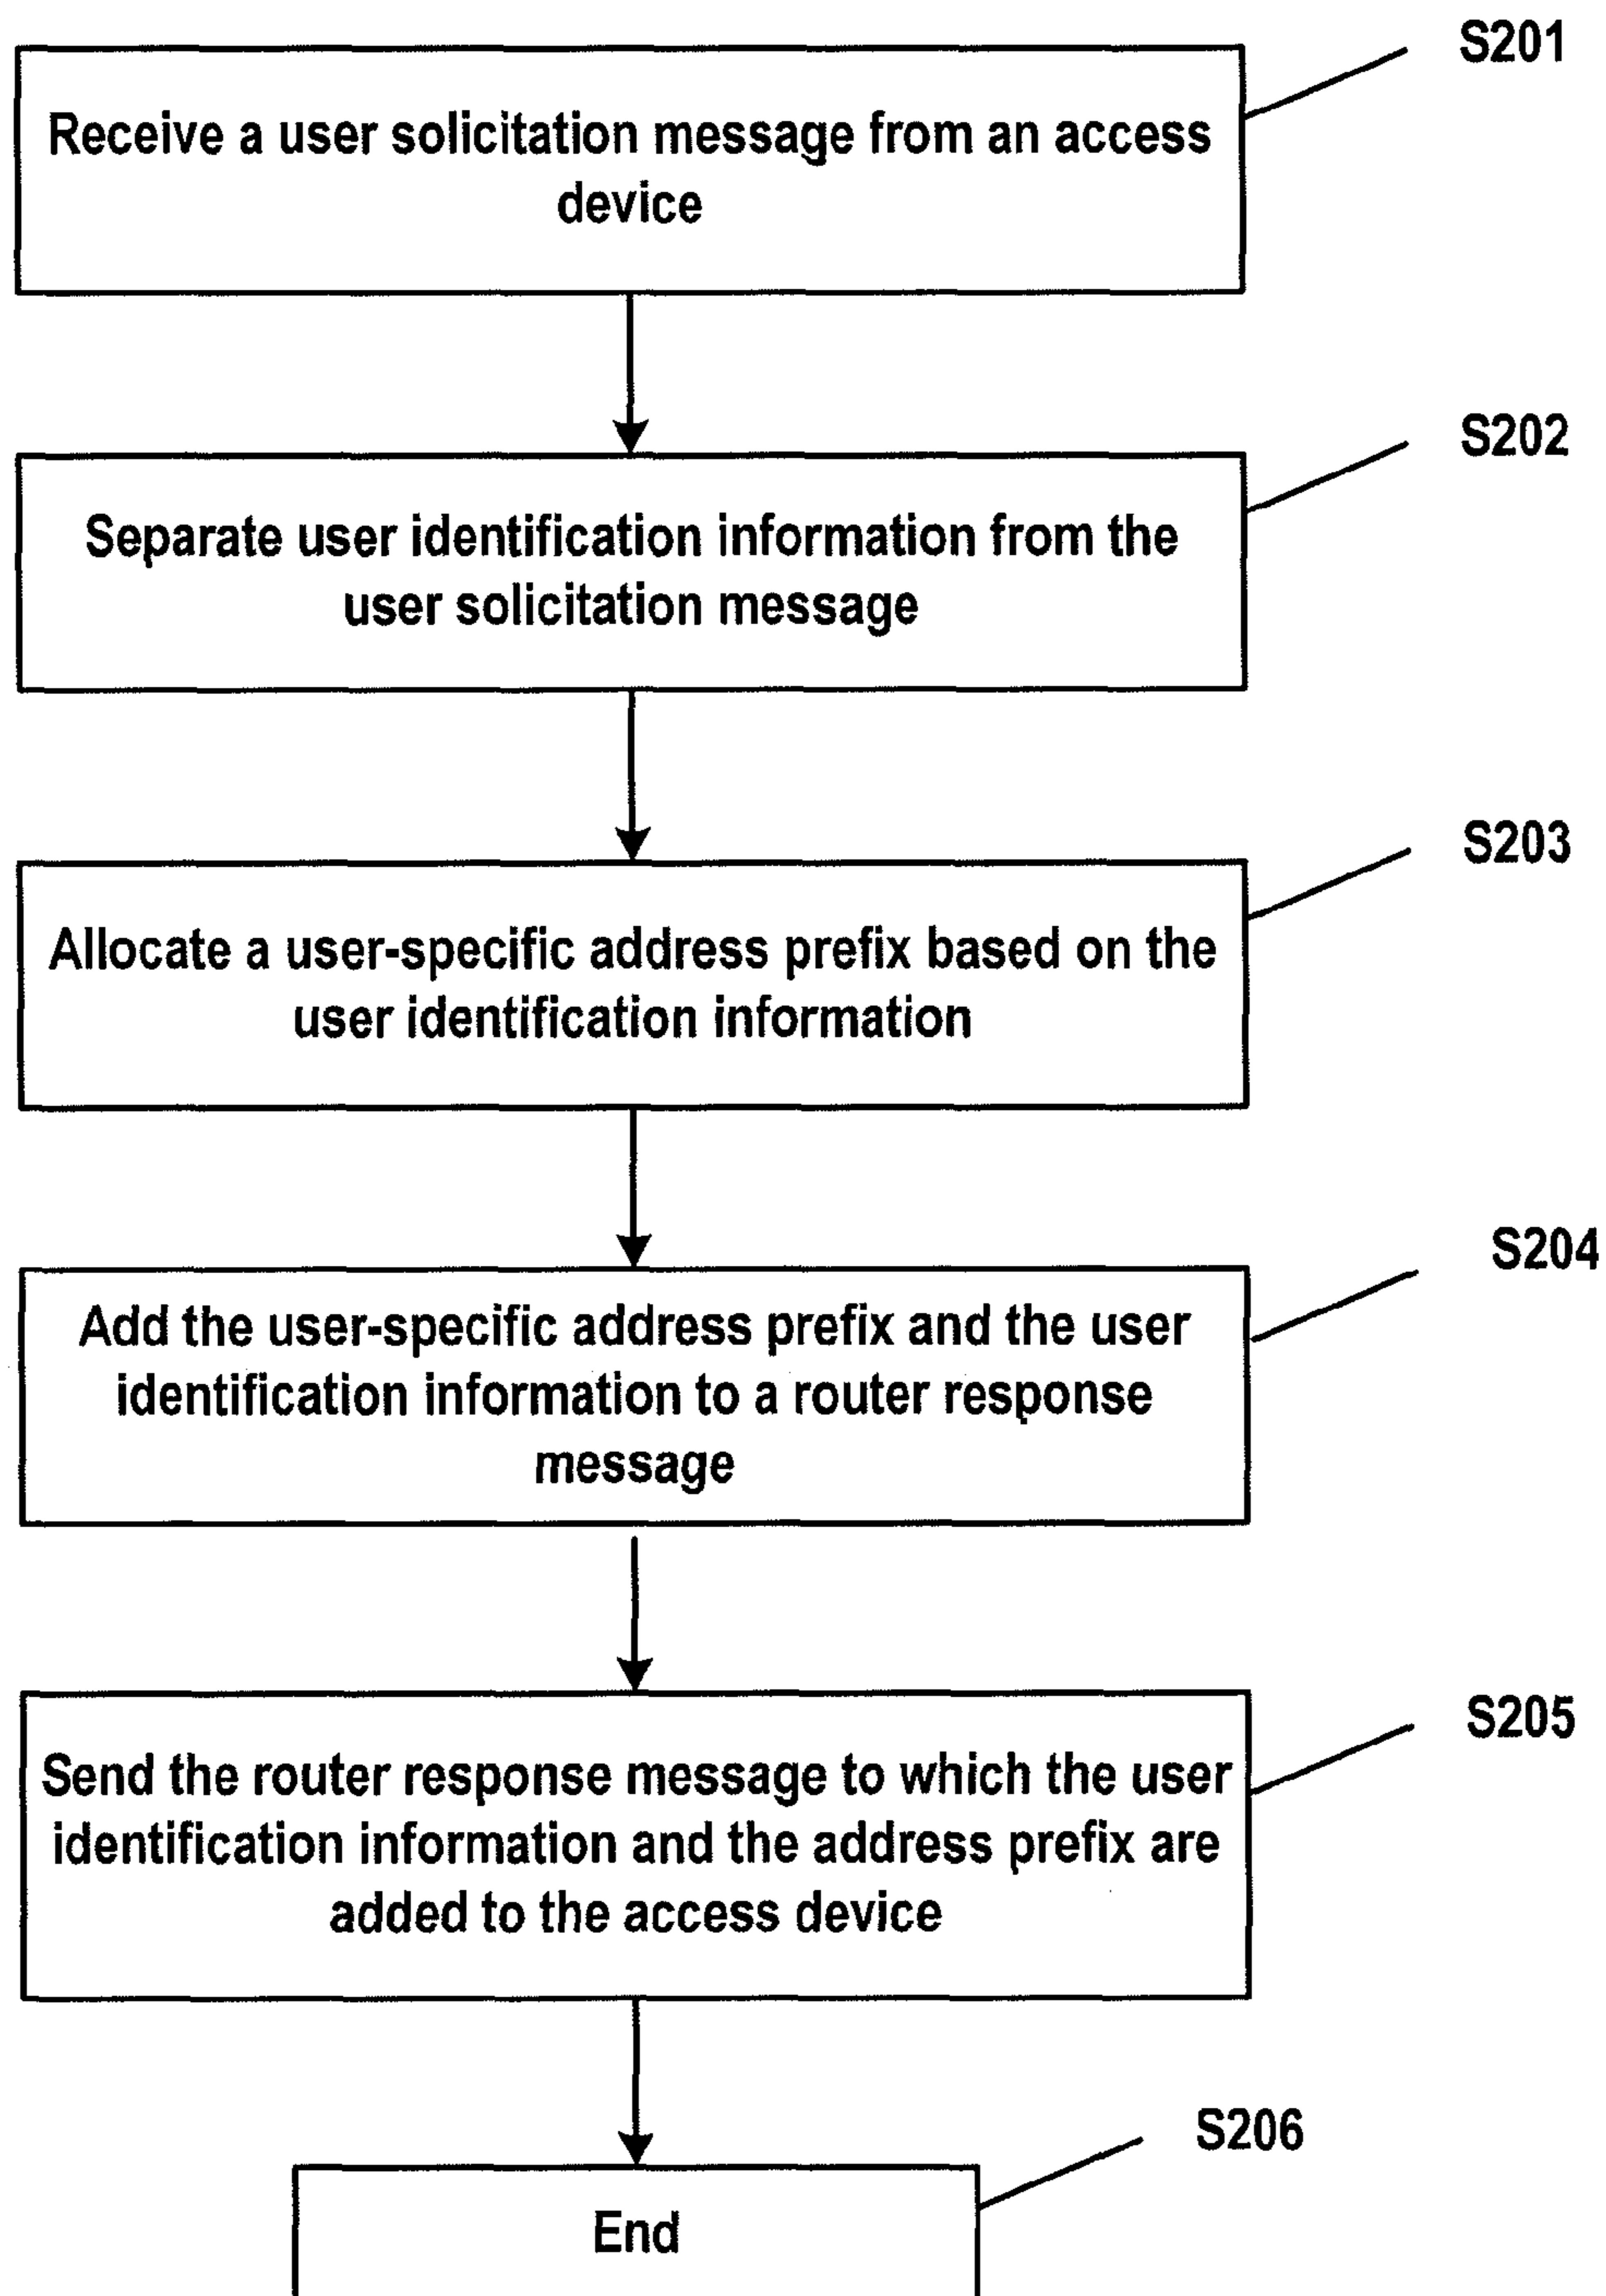 S201
Receive a user solicitation message from an access
device
S202
Separate user identification information from the
user solicitation message
S203
Allocate a user-specific address prefix based on the
user identification information
S204
Add the user-specific address prefix and the user
identification information to a router response
message
S205
Send the router response message to which the user
identification information and the address prefix are
added to the access device
S206
End